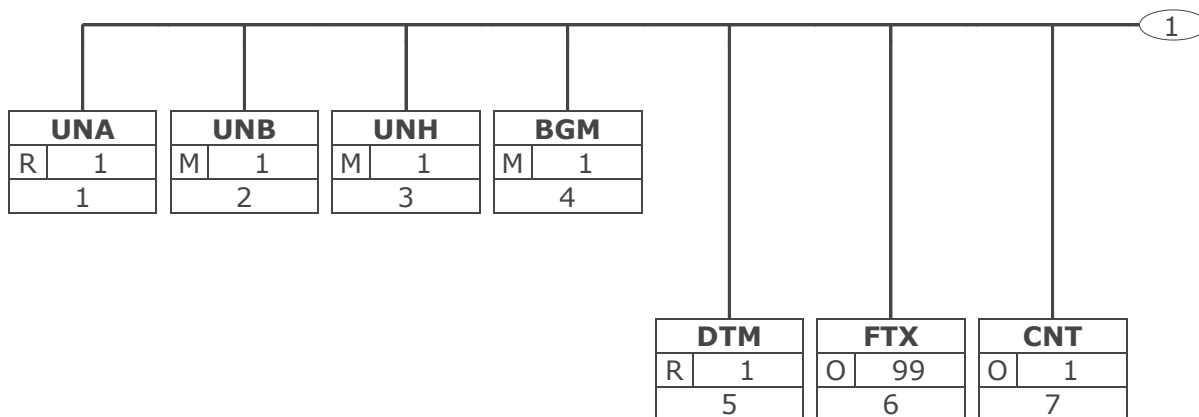 1
UNA UNB UNH BGM
R 1 M 1 M 1 M 1
1 2 3 4
DTM FTX CNT
R 1 O 99 O 1
5 6 7